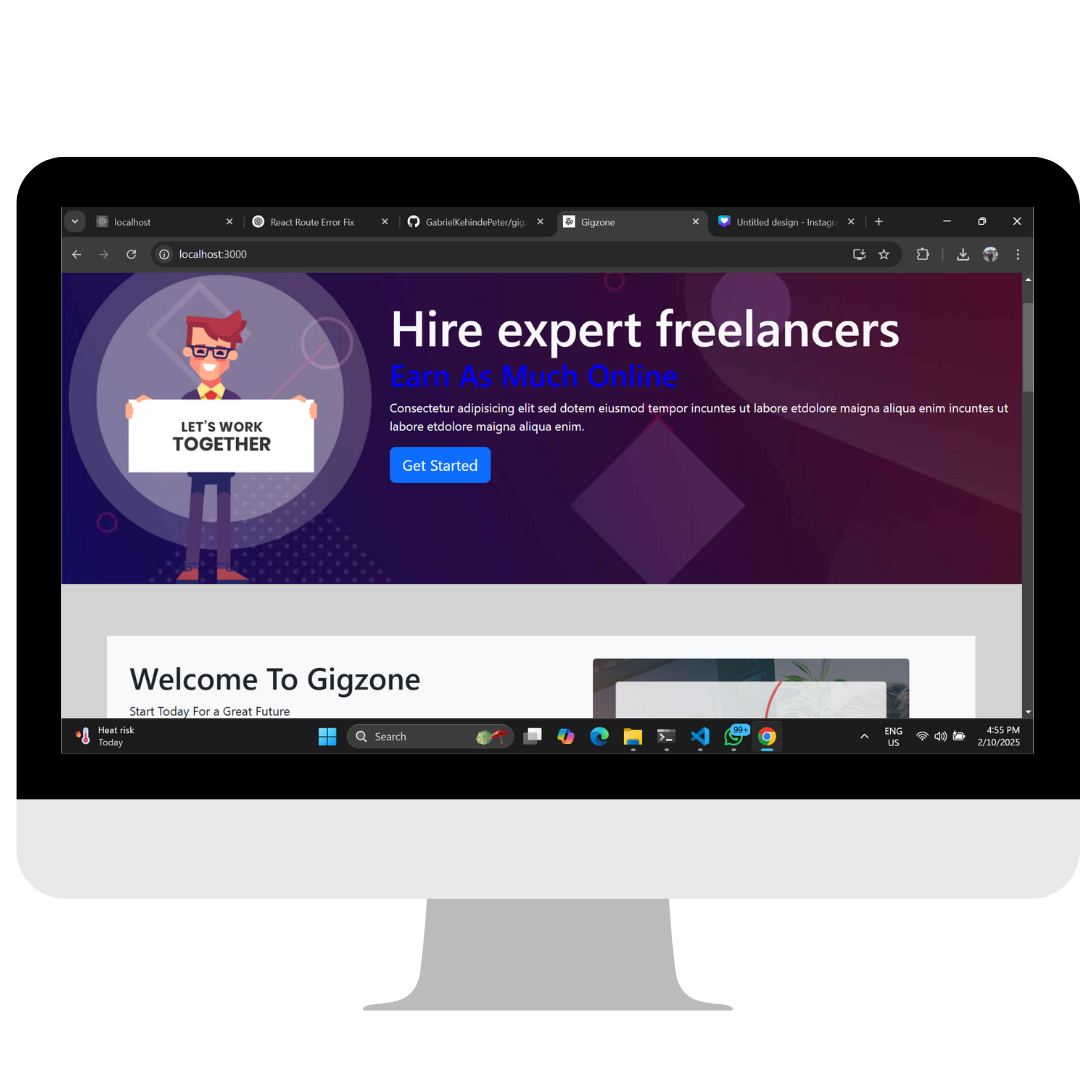 localhost
React Route Error Fix
GabrielKehindePeter/gig
Gigzone
Untitled design - Instagr
localhost:3000
LET'S WORK
TOGETHER
Hire expert freelancers
Earn As Much Online
Consectetur adipisicing elit sed dotem eiusmod tempor incuntes ut labore etdolore maigna aliqua enim incuntes ut
labore etdolore maigna aliqua enim.
Get Started
Welcome To Gigzone
Start Today For a Great Future
Heat risk
Today
Search
99+
ENG
US
4:55 PM
2/10/2025